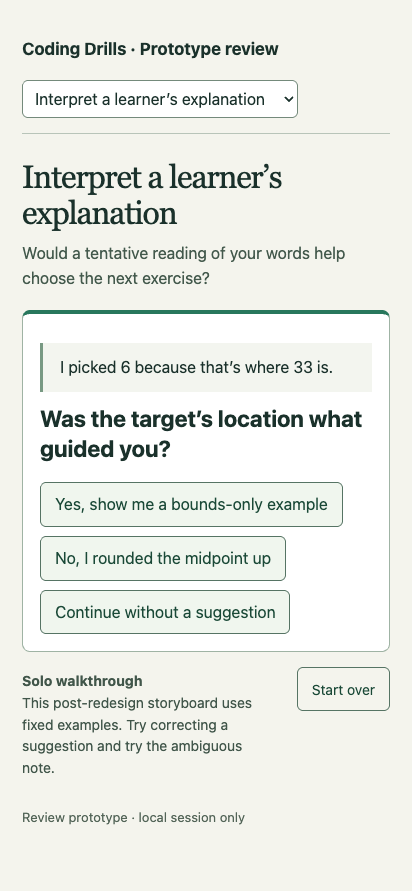 Coding Drills · Prototype review
Interpret a learner’s explanation
Interpret a learner’s
explanation
Would a tentative reading of your words help
choose the next exercise?
I picked 6 because that’s where 33 is.
Was the target’s location what
guided you?
Yes, show me a bounds-only example
No, I rounded the midpoint up
Continue without a suggestion
Solo walkthrough
This post-redesign storyboard uses
fixed examples. Try correcting a
suggestion and try the ambiguous
note.
Start over
Review prototype · local session only